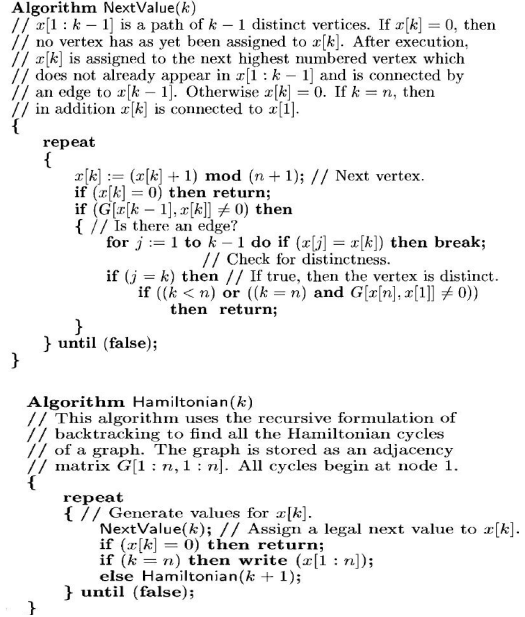 Algorithm NextValue(k)
// x[1 : k − 1] is a path of k − 1 distinct vertices. If x[k] = 0, then
// no vertex has as yet been assigned to x[k]. After execution,
// x[k] is assigned to the next highest numbered vertex which
// does not already appear in x[1 : k − 1] and is connected by
// an edge to x[k − 1]. Otherwise x[k] = 0. If k = n, then
// in addition x[k] is connected to x[1].
{
repeat
{
x[k] := (x[k] + 1) mod (n + 1); // Next vertex.
if (x[k] = 0) then return;
if (G[x[k − 1], x[k]] ≠ 0) then
{ // Is there an edge?
for j := 1 to k − 1 do if (x[j] = x[k]) then break;
// Check for distinctness.
if (j = k) then // If true, then the vertex is distinct.
if ((k < n) or ((k = n) and G[x[n], x[1]] ≠ 0))
then return;
}
} until (false);
}
Algorithm Hamiltonian(k)
// This algorithm uses the recursive formulation of
// backtracking to find all the Hamiltonian cycles
// of a graph. The graph is stored as an adjacency
// matrix G[1 : n, 1 : n]. All cycles begin at node 1.
{
repeat
{ // Generate values for x[k].
NextValue(k); // Assign a legal next value to x[k].
if (x[k] = 0) then return;
if (k = n) then write (x[1 : n]);
else Hamiltonian(k + 1);
} until (false);
}